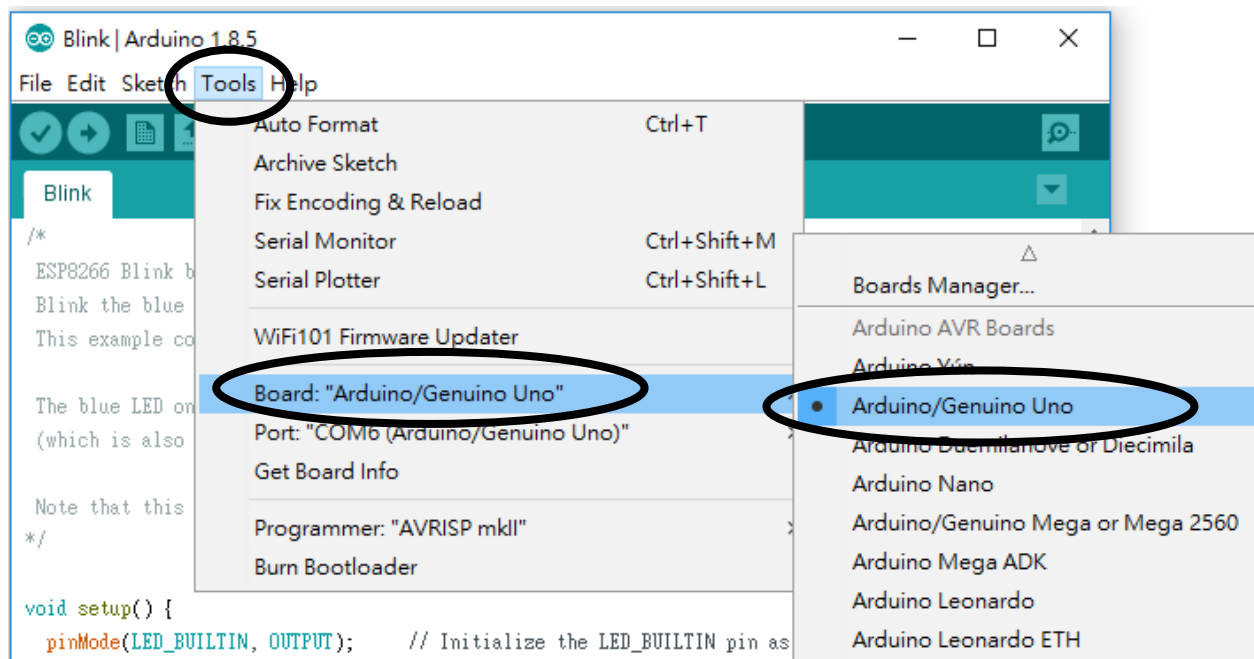 Blink | Arduino 1.8.5
File Edit Sketch Tools Help
Auto Format Ctrl+T
Archive Sketch
Fix Encoding & Reload
Serial Monitor Ctrl+Shift+M
Serial Plotter Ctrl+Shift+L
WiFi101 Firmware Updater
Board: "Arduino/Genuino Uno"
Port: "COM6 (Arduino/Genuino Uno)"
Get Board Info
Programmer: "AVRISP mkII"
Burn Bootloader
Boards Manager...
Arduino AVR Boards
Arduino Yún
Arduino/Genuino Uno
Arduino Duemilanove or Diecimila
Arduino Nano
Arduino/Genuino Mega or Mega 2560
Arduino Mega ADK
Arduino Leonardo
Arduino Leonardo ETH
Blink
/*
ESP8266 Blink b
Blink the blue
This example co
The blue LED on
(which is also
Note that this
*/
void setup() {
pinMode(LED_BUILTIN, OUTPUT); // Initialize the LED_BUILTIN pin as